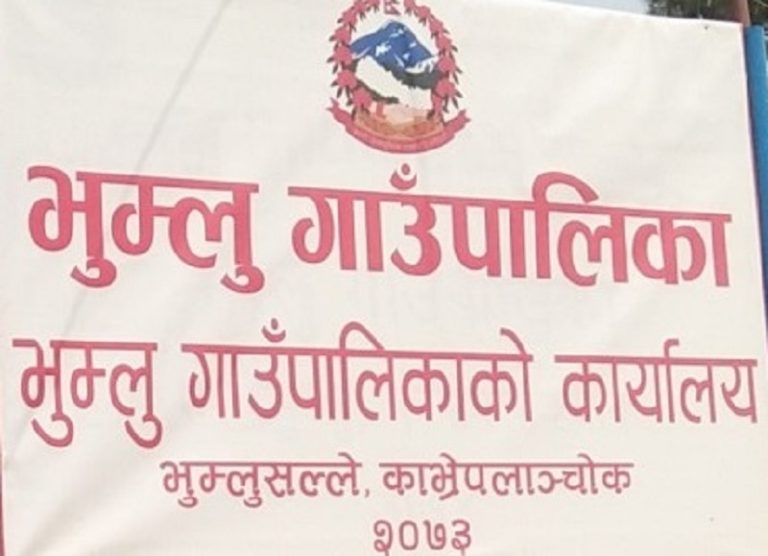 भुम्लु गाउँपालिका
भुम्लु गाउँपालिकाको कार्यालय
भुम्लुसल्ले, काभ्रेपलाञ्चोक
२०७३